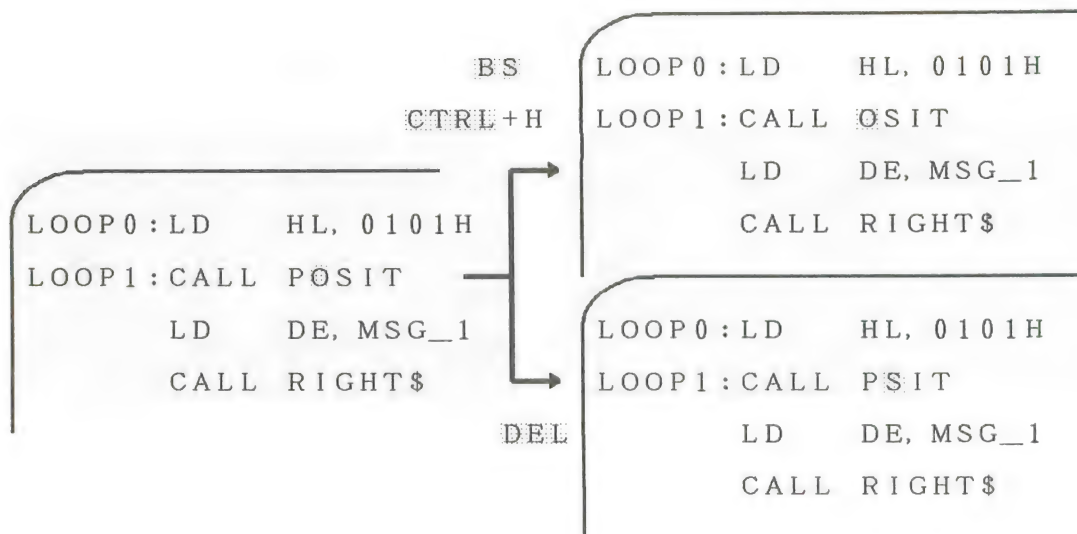 BS
CTRL+H
LOOP0:LD HL, 0101H
LOOP1:CALL POSIT
LD DE, MSG_1
CALL RIGHT$
LOOP0:LD HL, 0101H
LOOP1:CALL OSIT
LD DE, MSG_1
CALL RIGHT$
DEL
LOOP0:LD HL, 0101H
LOOP1:CALL PSIT
LD DE, MSG_1
CALL RIGHT$